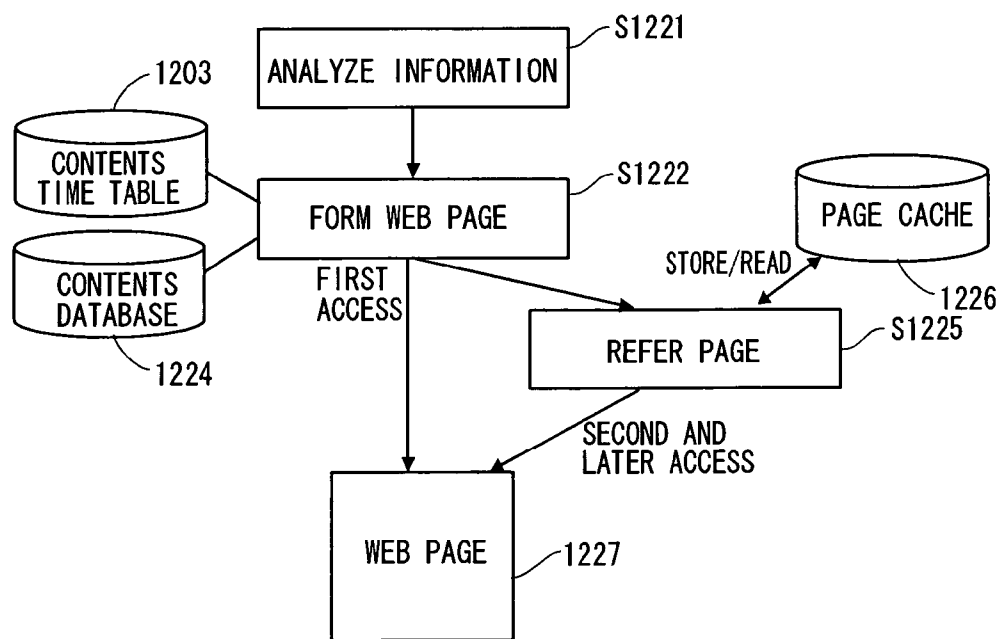 S1221
ANALYZE INFORMATION
1203
CONTENTS
TIME TABLE
S1222
FORM WEB PAGE
PAGE CACHE
CONTENTS
DATABASE
FIRST
ACCESS
STORE/READ
1226
1224
S1225
REFER PAGE
SECOND AND
LATER ACCESS
WEB PAGE
1227